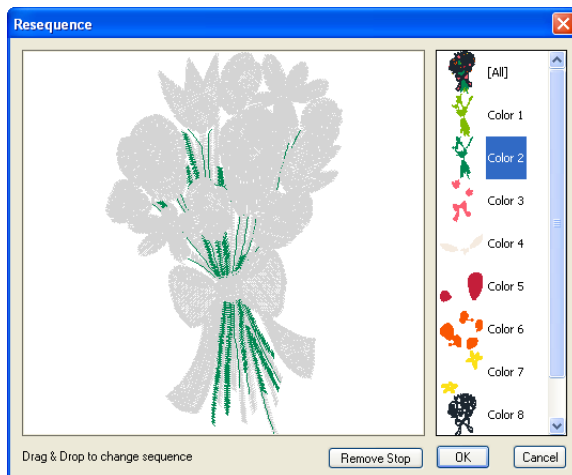 Resequence
[All]
Color 1
Color 2
Color 3
Color 4
Color 5
Color 6
Color 7
Color 8
Drag & Drop to change sequence
Remove Stop
OK
Cancel